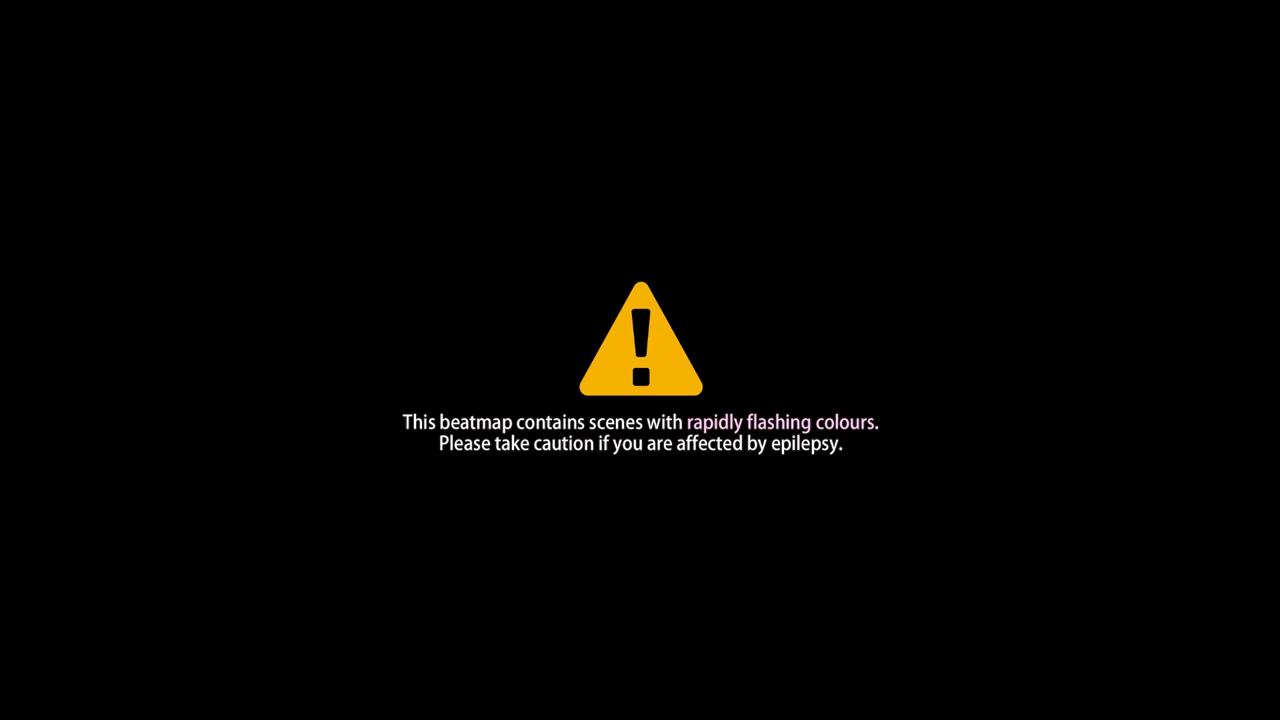 This beatmap contains scenes with rapidly flashing colours.
Please take caution if you are affected by epilepsy.